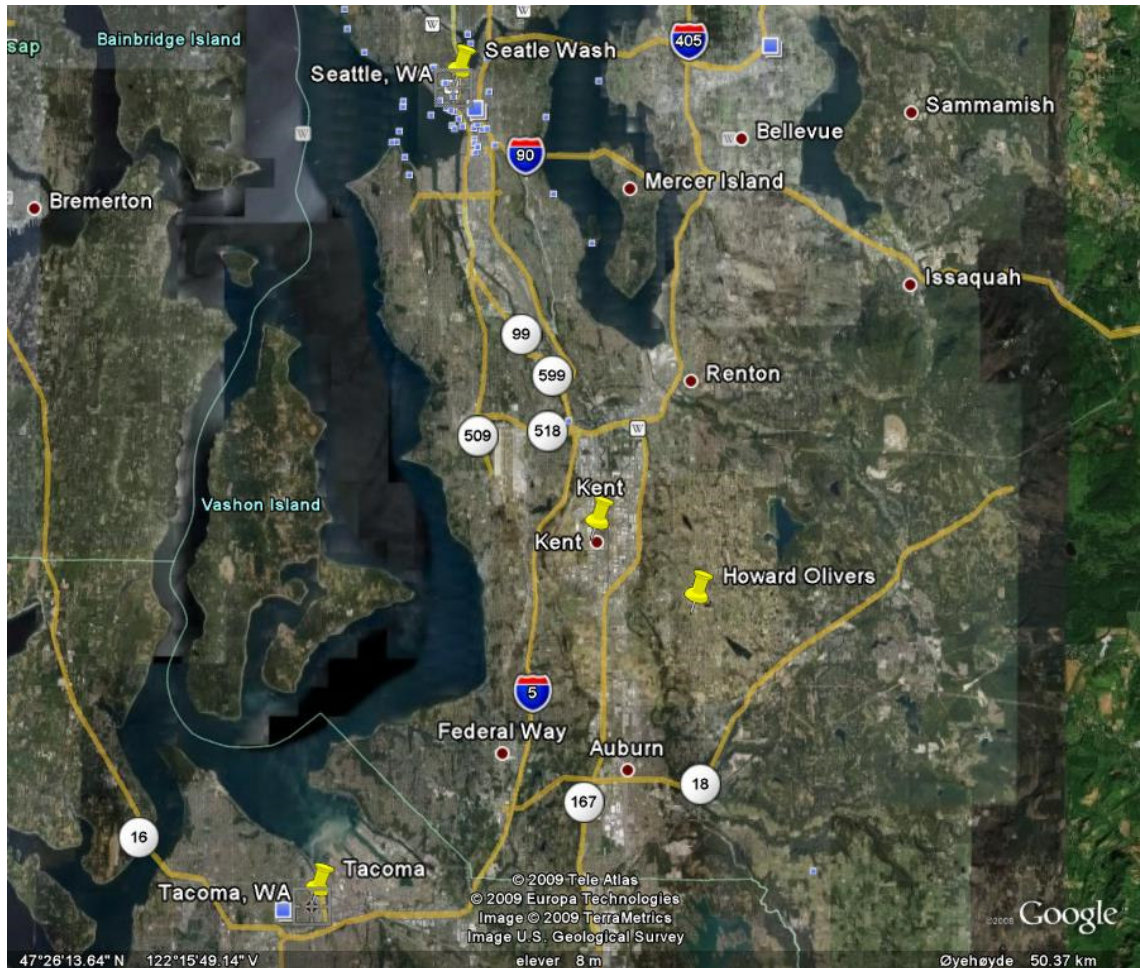 sap
Bainbridge Island
W
W
405
Seatle Wash
Seattle, WA
Sammamish
W
W
Bellevue
90
Mercer Island
Bremerton
Issaquah
99
599
Renton
509
518
W
Kent
Vashon Island
Kent
Howard Olivers
5
Federal Way
Auburn
18
167
16
Tacoma
Tacoma, WA
© 2009 Tele Atlas
© 2009 Europa Technologies
Image © 2009 TerraMetrics
Image U.S. Geological Survey
Google
47°26'13.64" N 122°15'49.14" V elever 8 m Øyehøyde 50.37 km